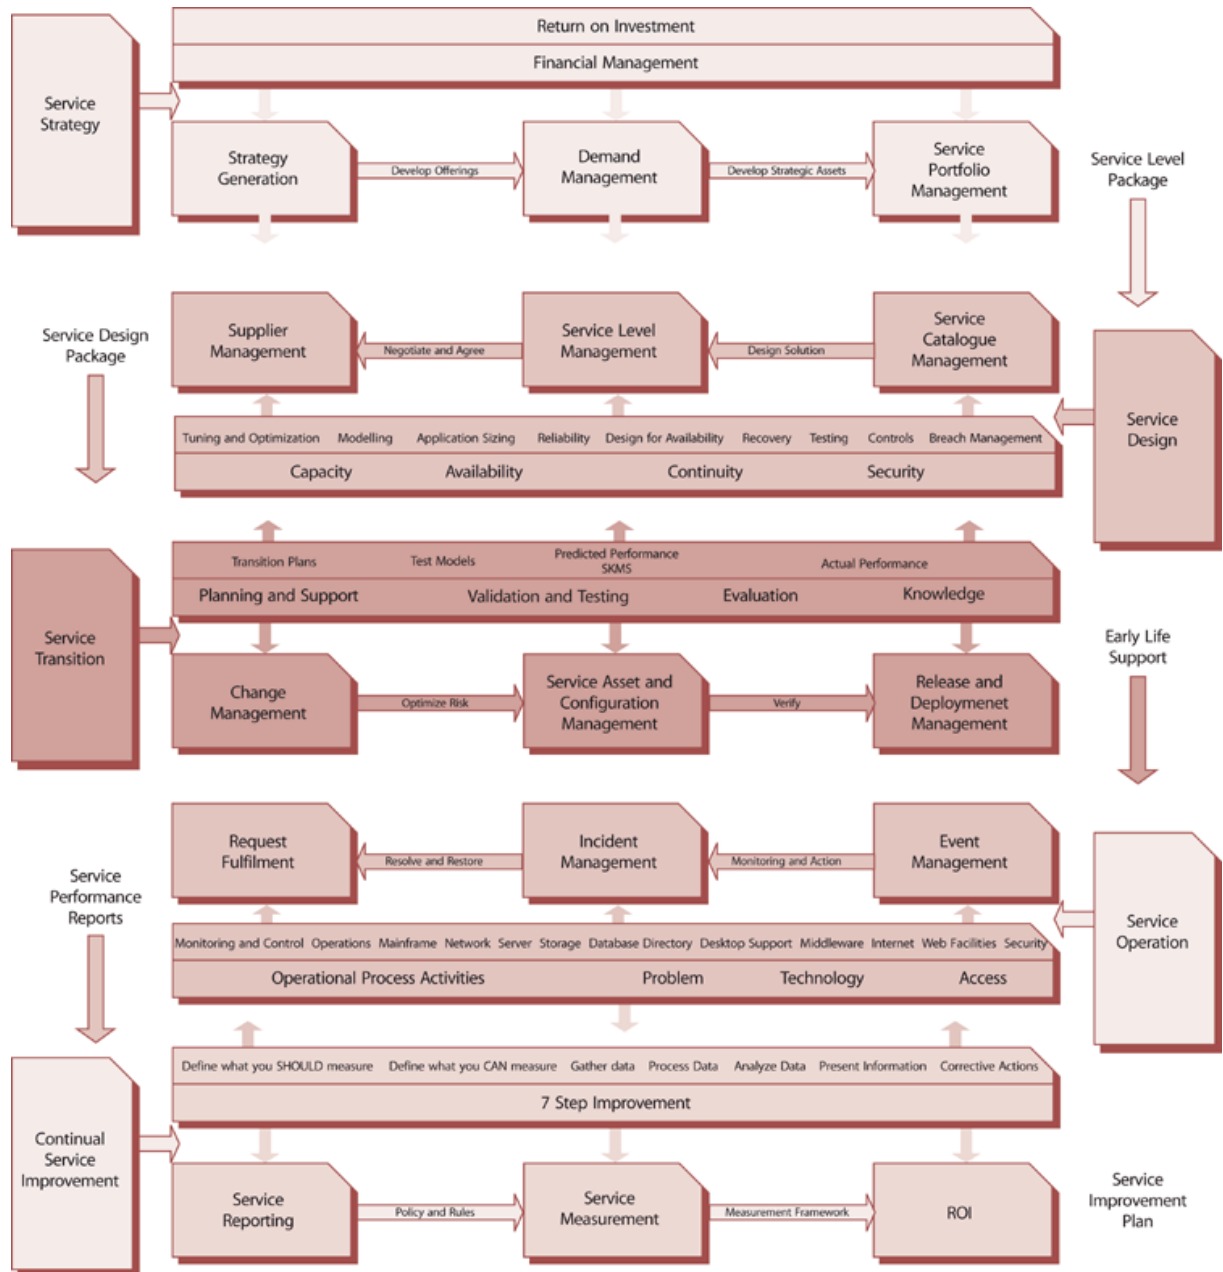 Return on Investment
Financial Management
Service
Strategy
Strategy
Generation
Develop Offerings
Demand
Management
Develop Strategic Assets
Service
Portfolio
Management
Service Level
Package
Service Design
Package
Supplier
Management
Negotiate and Agree
Service Level
Management
Design Solution
Service
Catalogue
Management
Service
Design
Tuning and Optimization Modelling Application Sizing Reliability Design for Availability Recovery Testing Controls Breach Management
Capacity Availability Continuity Security
Service
Transition
Transition Plans Test Models Predicted Performance Actual Performance
SKMS
Planning and Support Validation and Testing Evaluation Knowledge
Change
Management
Optimize Risk
Service Asset and
Configuration
Management
Verify
Release and
Deploymenet
Management
Early Life
Support
Service
Performance
Reports
Request
Fulfilment
Resolve and Restore
Incident
Management
Monitoring and Action
Event
Management
Service
Operation
Monitoring and Control Operations Mainframe Network Server Storage Database Directory Desktop Support Middleware Internet Web Facilities Security
Operational Process Activities Problem Technology Access
Continual
Service
Improvement
Define what you SHOULD measure Define what you CAN measure Gather data Process Data Analyze Data Present Information Corrective Actions
7 Step Improvement
Service
Reporting
Policy and Rules
Service
Measurement
Measurement Framework
ROI
Service
Improvement
Plan